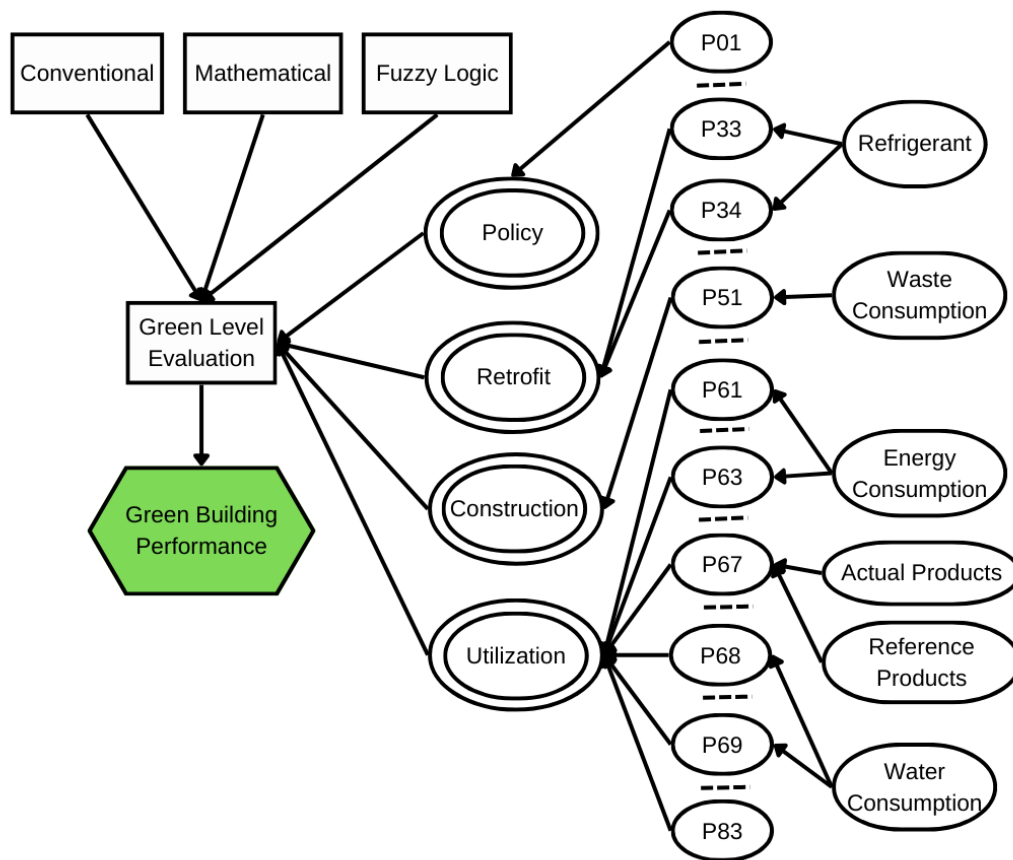 Conventional
Mathematical
Fuzzy Logic
Green Level
Evaluation
Green Building
Performance
Policy
Retrofit
Construction
Utilization
P01
P33
P34
P51
P61
P63
P67
P68
P69
P83
Refrigerant
Waste
Consumption
Energy
Consumption
Actual Products
Reference
Products
Water
Consumption